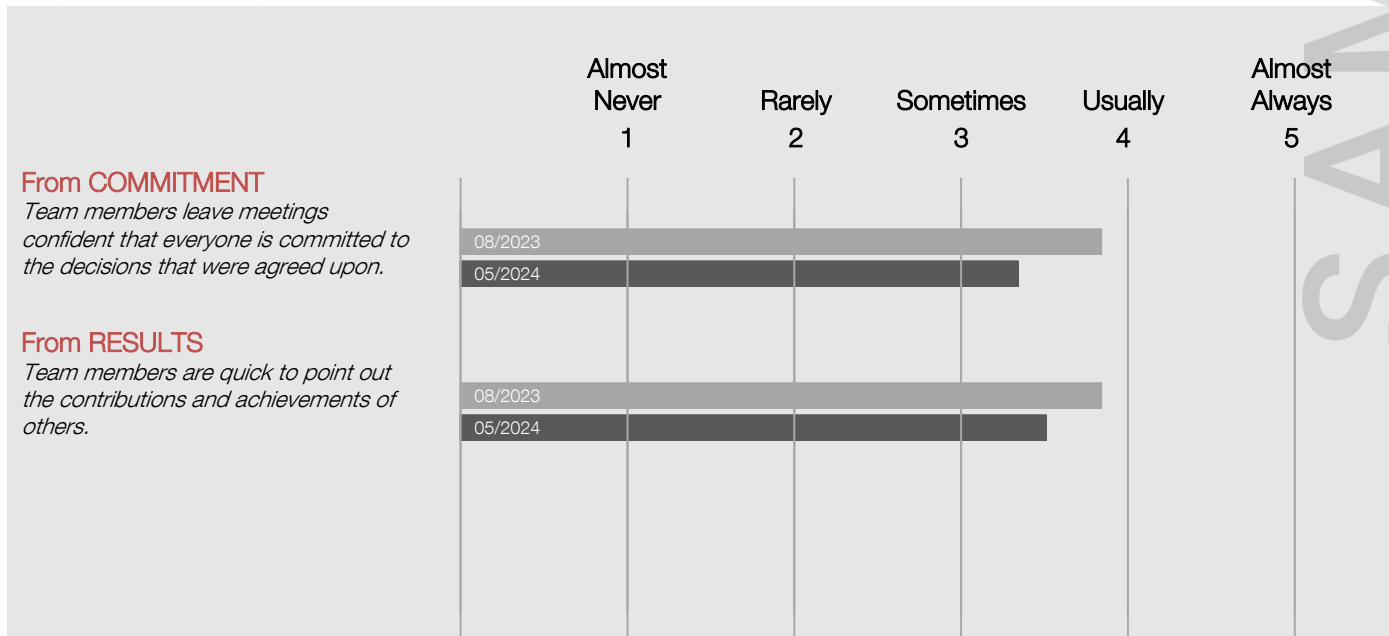 Almost
Never
Rarely
Sometimes
Usually
Almost
Always
1
2
3
4
5
From COMMITMENT
Team members leave meetings
confident that everyone is committed to
the decisions that were agreed upon.
08/2023
05/2024
From RESULTS
Team members are quick to point out
the contributions and achievements of
others.
08/2023
05/2024
SA